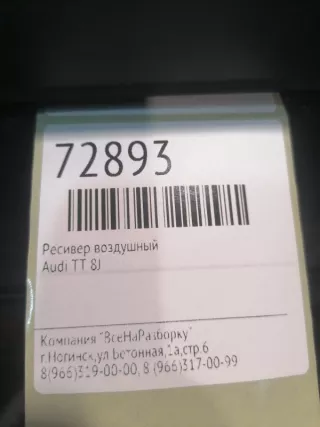 72893
Ресивер воздушный
Audi TT 8J
Компания "ВсеНаРазборку"
г.Ногинск,ул Бетонная,1а,стр.6
8(966)319-00-00, 8 (966)317-00-99